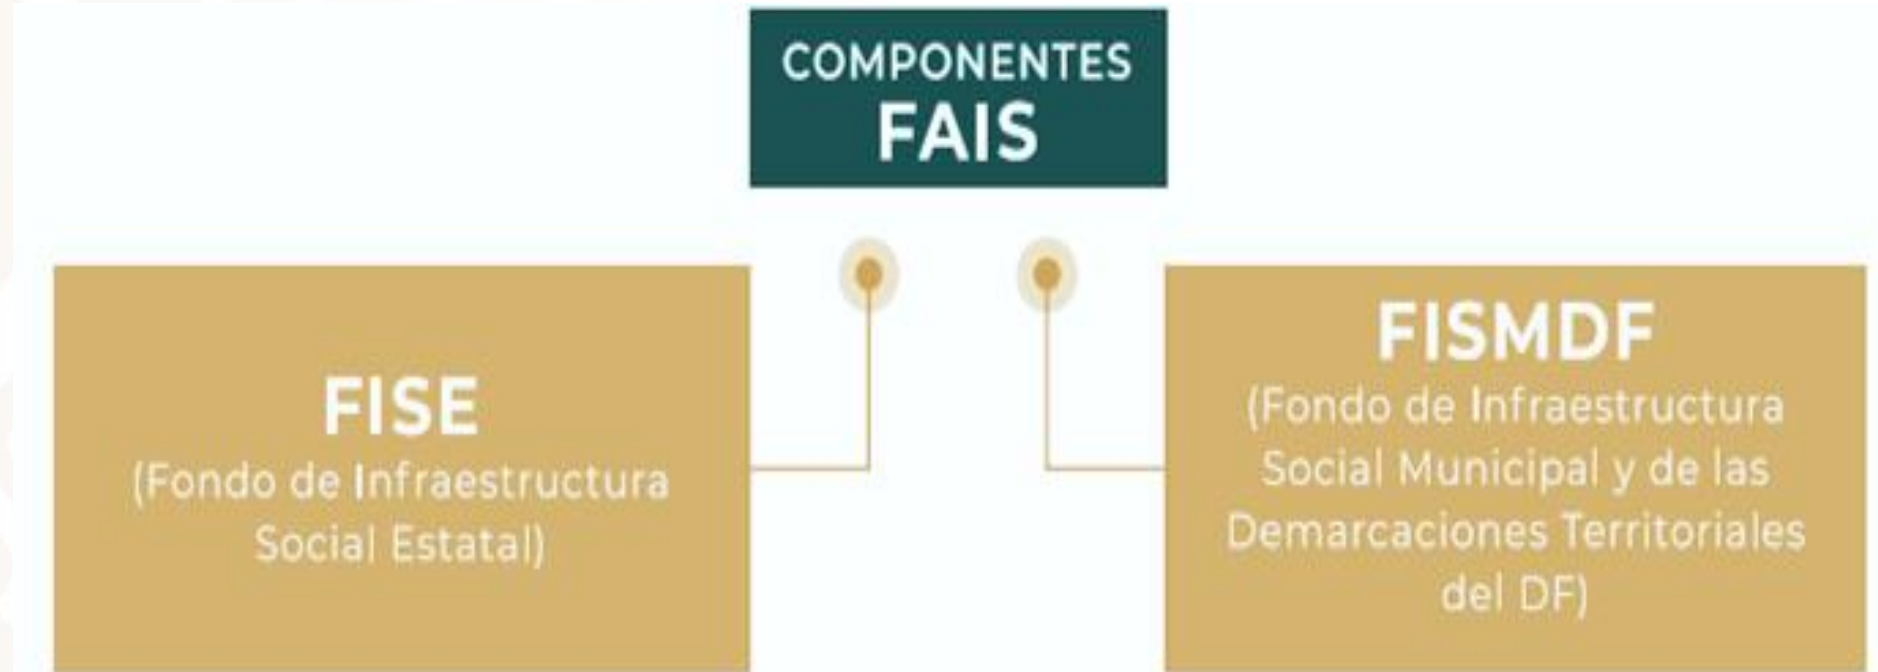 COMPONENTES
FAIS
FISE
(Fondo de Infraestructura
Social Estatal)
FISMDF
(Fondo de Infraestructura
Social Municipal y de las
Demarcaciones Territoriales
del DF)